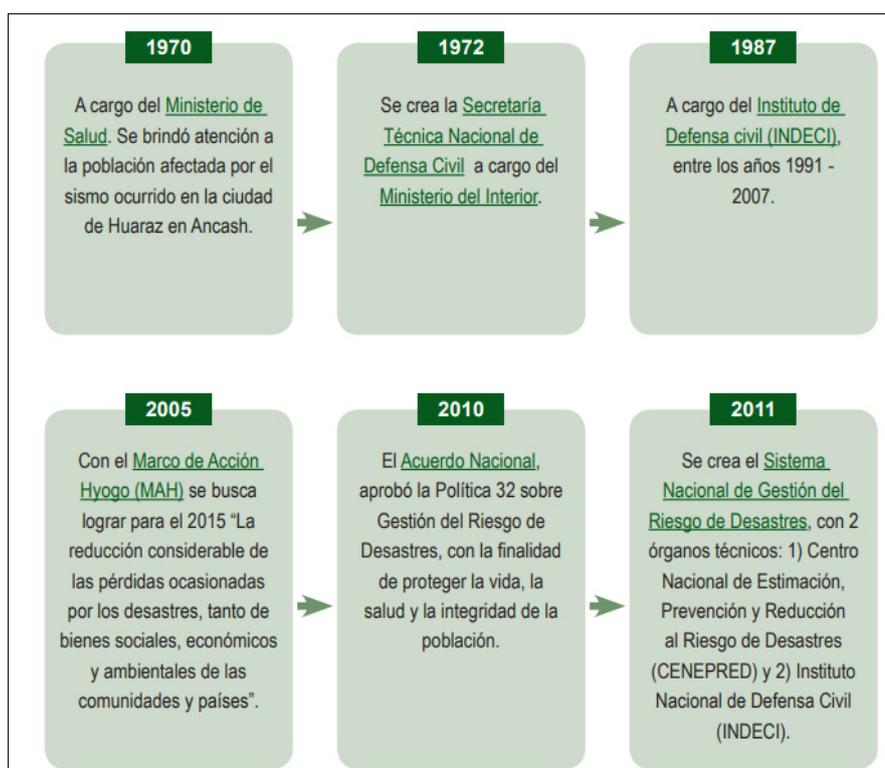 1970
A cargo del Ministerio de
Salud. Se brindó atención a
la población afectada por el
sismo ocurrido en la ciudad
de Huaraz en Ancash.
1972
Se crea la Secretaría
Técnica Nacional de
Defensa Civil a cargo del
Ministerio del Interior.
1987
A cargo del Instituto de
Defensa civil (INDECI),
entre los años 1991 -
2007.
2005
Con el Marco de Acción
Hyogo (MAH) se busca
lograr para el 2015 “La
reducción considerable de
las pérdidas ocasionadas
por los desastres, tanto de
bienes sociales, económicos
y ambientales de las
comunidades y países”.
2010
El Acuerdo Nacional,
aprobó la Política 32 sobre
Gestión del Riesgo de
Desastres, con la finalidad
de proteger la vida, la
salud y la integridad de la
población.
2011
Se crea el Sistema
Nacional de Gestión del
Riesgo de Desastres, con 2
órganos técnicos: 1) Centro
Nacional de Estimación,
Prevención y Reducción
al Riesgo de Desastres
(CENEPRED) y 2) Instituto
Nacional de Defensa Civil
(INDECI).